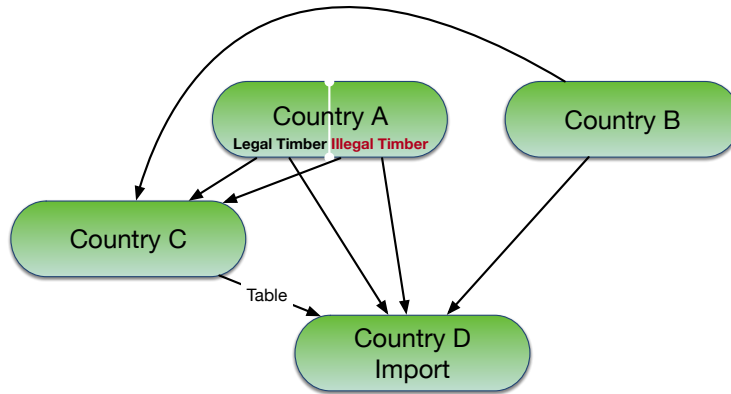 Country A
Legal Timber Illegal Timber
Country B
Country C
Table
Country D
Import